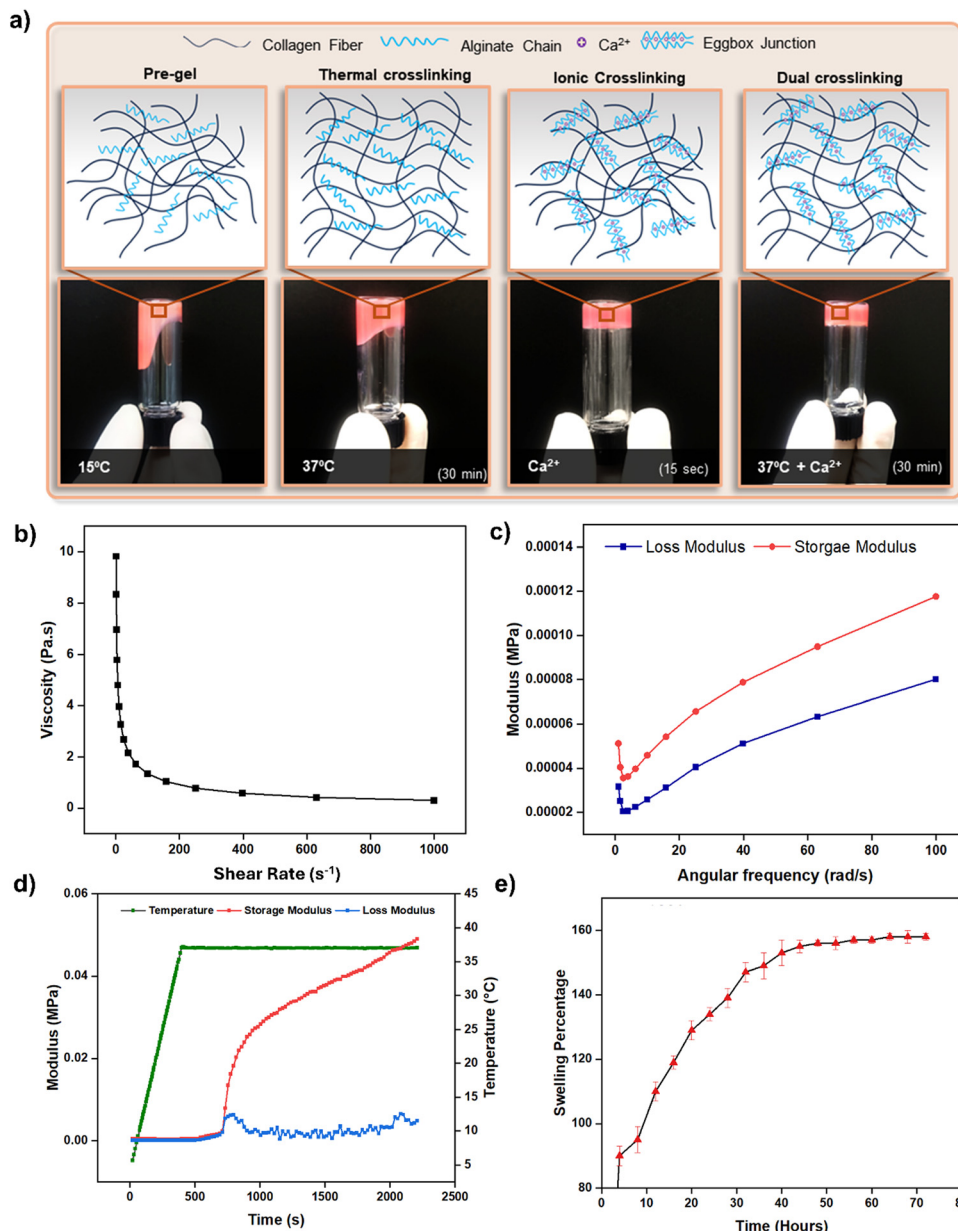 a)
Collagen Fiber Alginate Chain Ca²⁺ Eggbox Junction
Pre-gel Thermal crosslinking Ionic Crosslinking Dual crosslinking
15ºC 37ºC (30 min) Ca²⁺ (15 sec) 37ºC + Ca²⁺ (30 min)
b)
10
8
6
4
2
0
Viscosity (Pa.s)
0 200 400 600 800 1000
Shear Rate (s⁻¹)
c)
Loss Modulus Storgae Modulus
0.00014
0.00012
0.00010
0.00008
0.00006
0.00004
0.00002
Modulus (MPa)
0 20 40 60 80 100
Angular frequency (rad/s)
d)
Temperature Storage Modulus Loss Modulus
0.06
0.04
0.02
0.00
Modulus (MPa)
45
40
35
30
25
20
15
10
5
Temperature (°C)
0 500 1000 1500 2000 2500
Time (s)
e)
160
140
120
100
80
Swelling Percentage
0 10 20 30 40 50 60 70 80
Time (Hours)